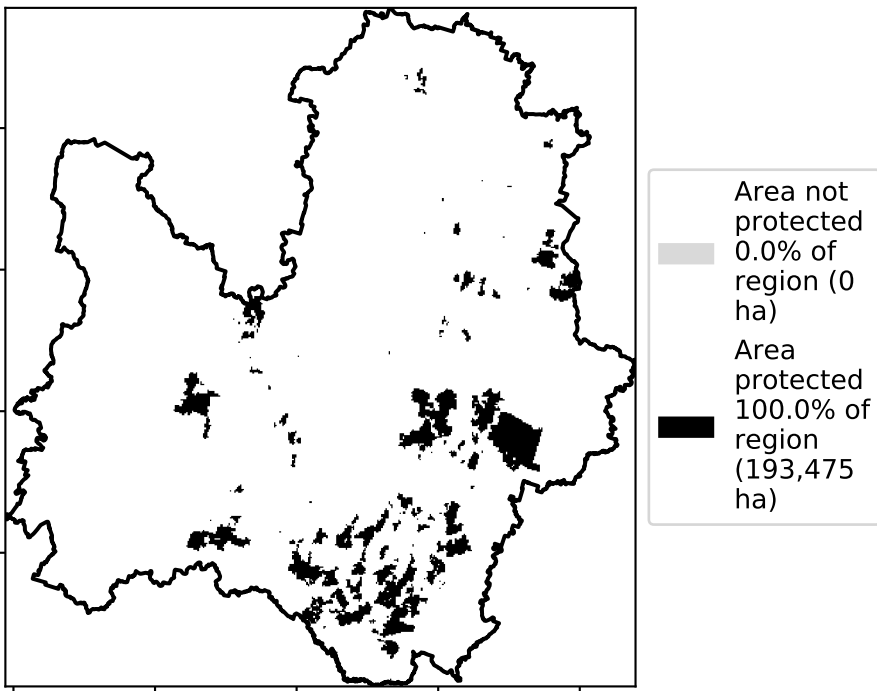 Area not
protected
0.0% of
region (0
ha)
Area
protected
100.0% of
region
(193,475
ha)